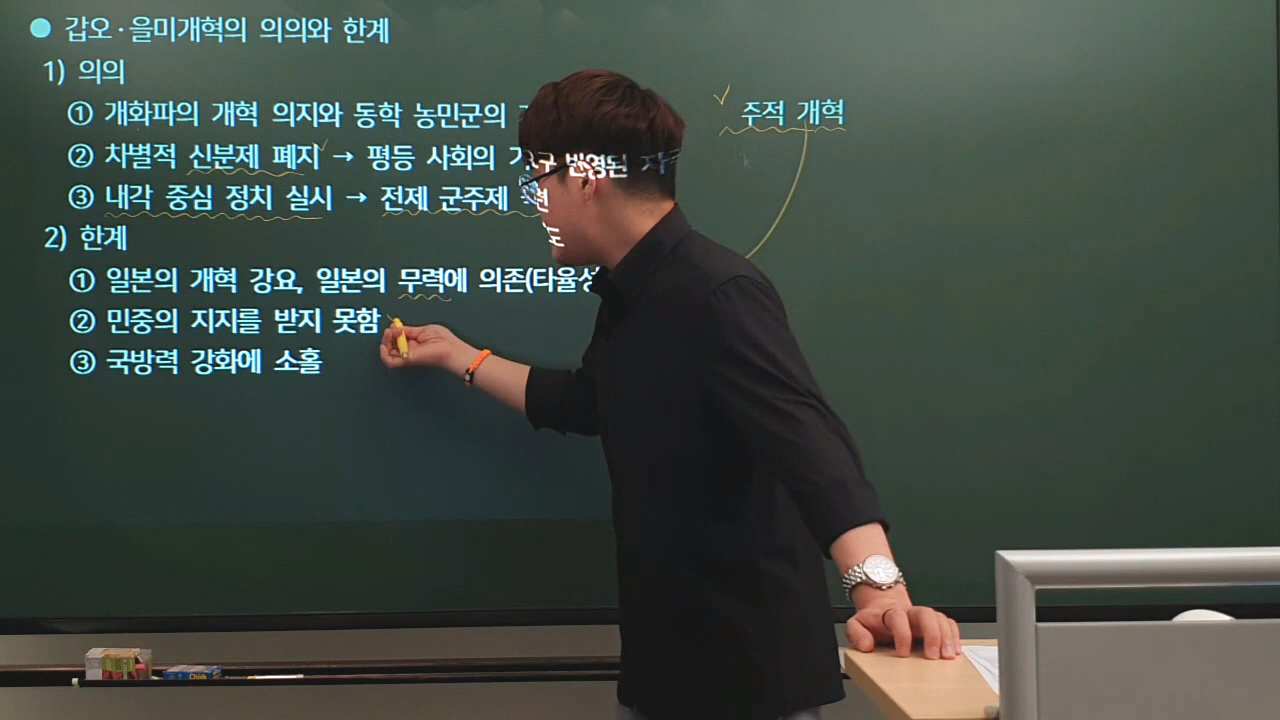 ● 갑오·을미개혁의 의의와 한계
1) 의의
① 개화파의 개혁 의지와 동학 농민군의 주적 개혁
② 차별적 신분제 폐지 → 평등 사회의 반영된
③ 내각 중심 정치 실시 → 전제 군주제
2) 한계
① 일본의 개혁 강요, 일본의 무력에 의존(타율성
② 민중의 지지를 받지 못함
③ 국방력 강화에 소홀